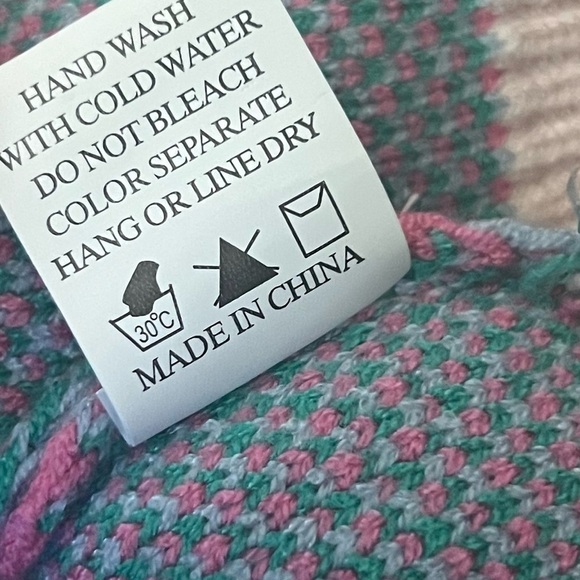 HAND WASH
WITH COLD WATER
DO NOT BLEACH
COLOR SEPARATE
HANG OR LINE DRY
30°C
MADE IN CHINA